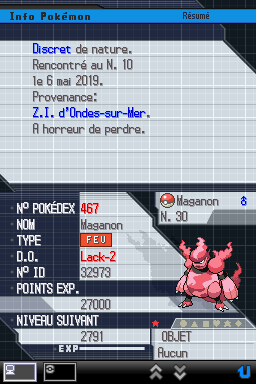 Info Pokémon
Résumé
Discret de nature.
Rencontré au N. 10
le 6 mai 2019.
Provenance:
Z.I. d'Ondes-sur-Mer.
A horreur de perdre.
Maganon ♂
N. 30
Nº POKÉDEX 467
NOM Maganon
TYPE FEU
D.O. Lack-2
Nº ID 32973
POINTS EXP.
27000
NIVEAU SUIVANT
2791
EXP
OBJET
Aucun